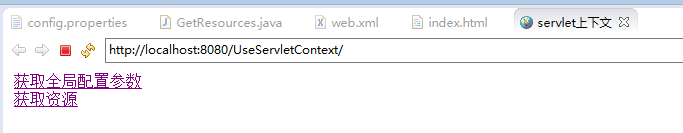 config.properties GetResources.java web.xml index.html servlet上下文
http://localhost:8080/UseServletContext/
获取全局配置参数
获取资源